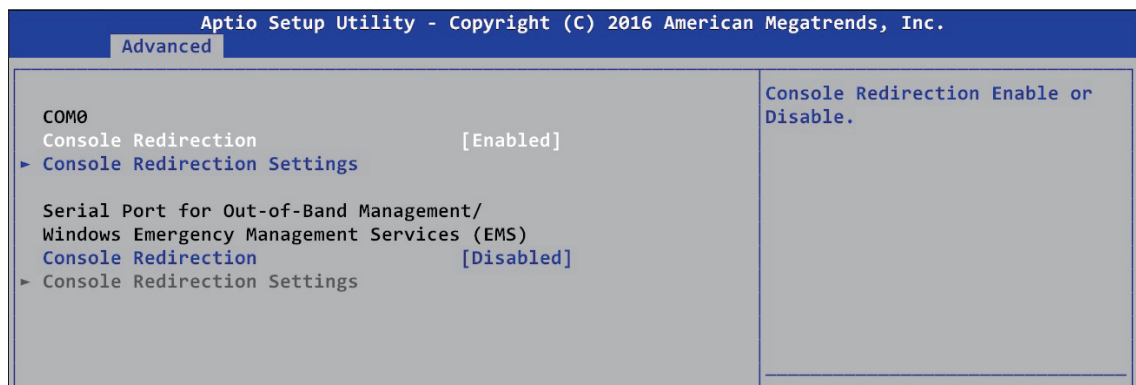 Aptio Setup Utility - Copyright (C) 2016 American Megatrends, Inc.
Advanced
COM0
Console Redirection [Enabled]
► Console Redirection Settings
Serial Port for Out-of-Band Management/
Windows Emergency Management Services (EMS)
Console Redirection [Disabled]
► Console Redirection Settings
Console Redirection Enable or
Disable.